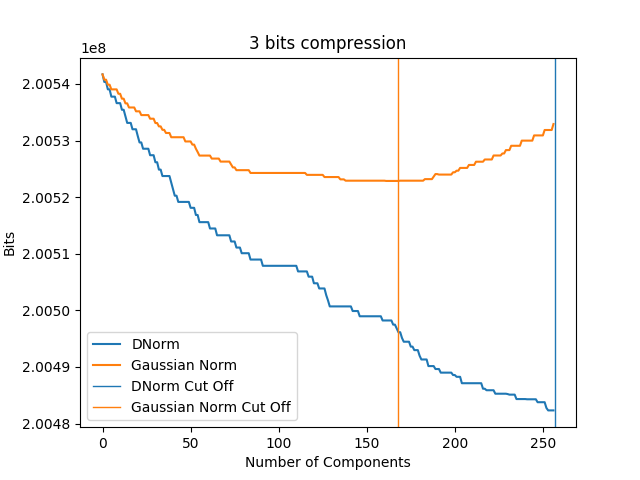 3 bits compression
1e8
2.0054
2.0053
2.0052
2.0051
2.0050
2.0049
2.0048
Bits
DNorm
Gaussian Norm
DNorm Cut Off
Gaussian Norm Cut Off
0 50 100 150 200 250
Number of Components